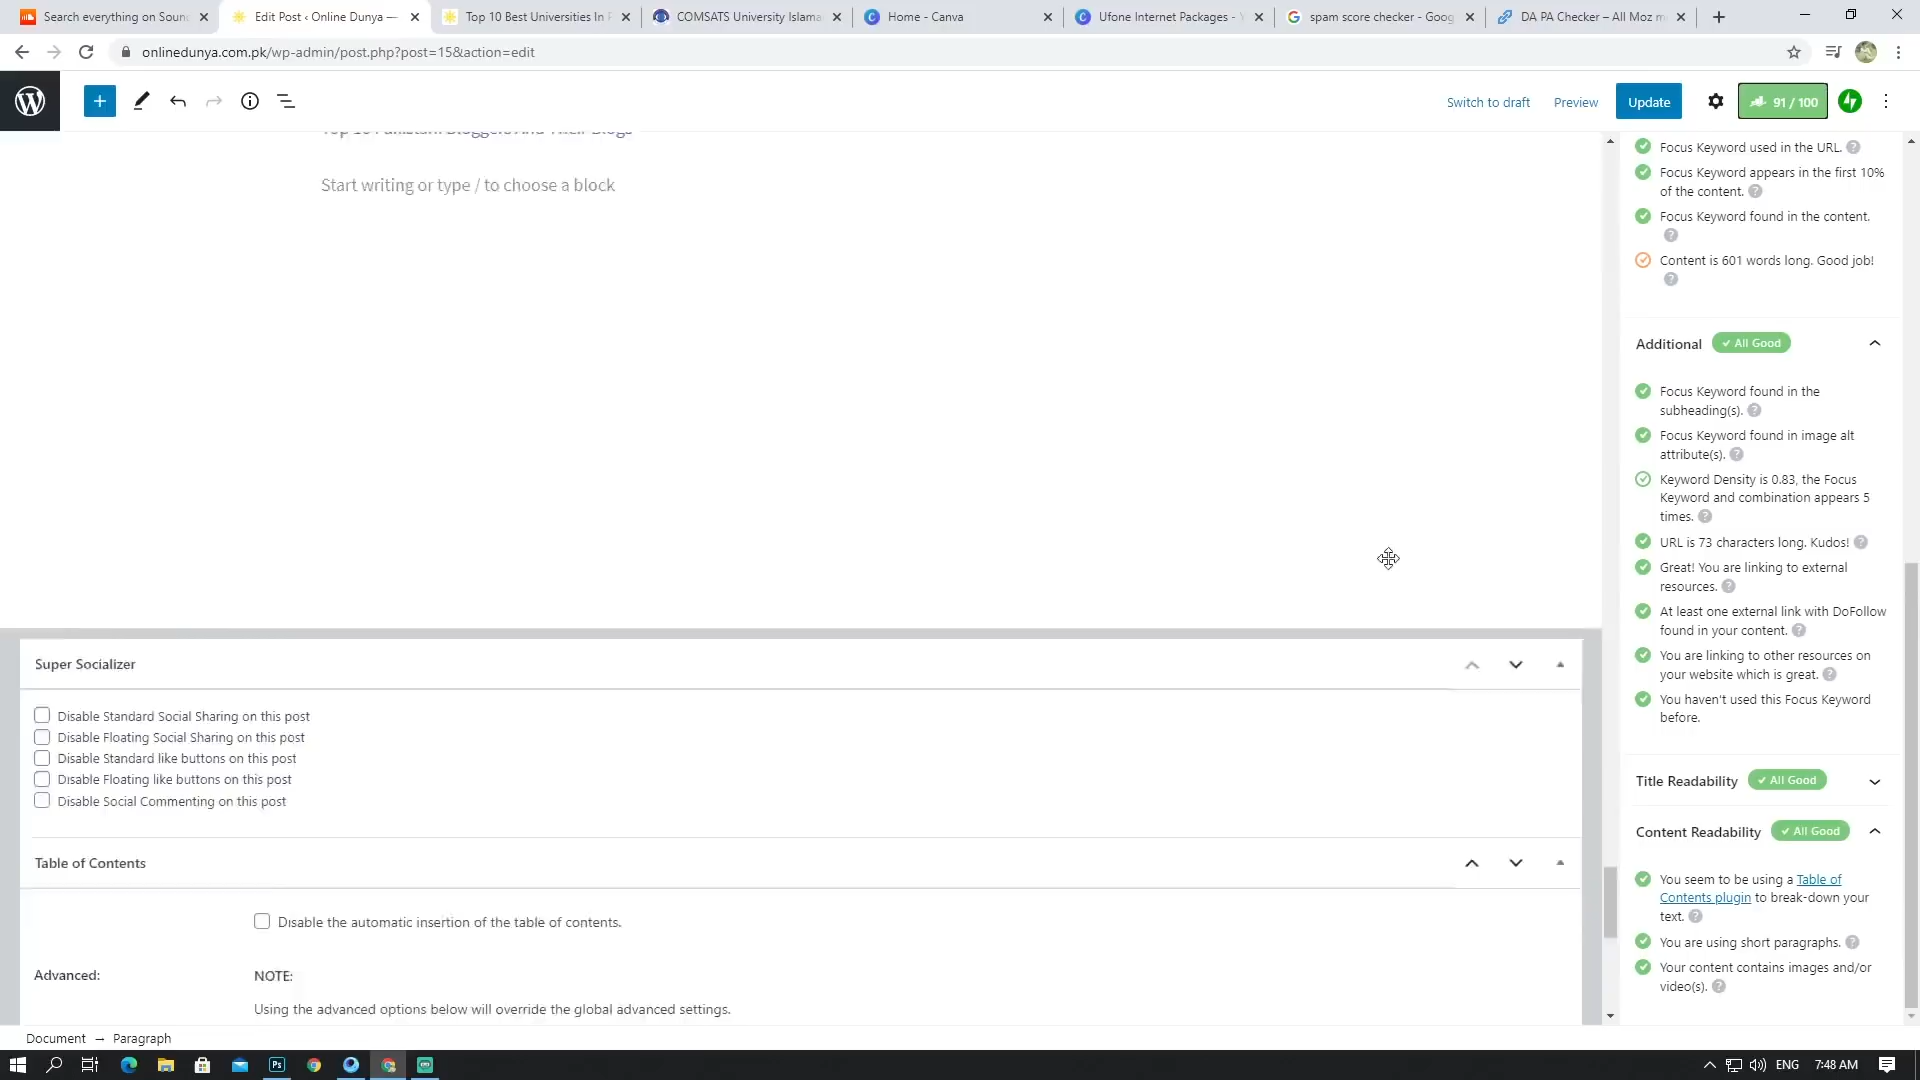 Search everything on Soun
Edit Post ‹ Online Dunya —
Top 10 Best Universities In P
COMSATS University Islama
Home - Canva
Ufone Internet Packages -
spam score checker - Goog
DA PA Checker – All Moz m
onlinedunya.com.pk/wp-admin/post.php?post=15&action=edit
Switch to draft
Preview
Update
91 / 100
Top 10 Pakistani Bloggers And Their Blogs
Start writing or type / to choose a block
Focus Keyword used in the URL. ?
Focus Keyword appears in the first 10%
of the content. ?
Focus Keyword found in the content.
?
Content is 601 words long. Good job!
?
Additional
All Good
Focus Keyword found in the
subheading(s). ?
Focus Keyword found in image alt
attribute(s). ?
Keyword Density is 0.83, the Focus
Keyword and combination appears 5
times. ?
URL is 73 characters long. Kudos! ?
Great! You are linking to external
resources. ?
At least one external link with DoFollow
found in your content. ?
You are linking to other resources on
your website which is great. ?
You haven't used this Focus Keyword
before.
Title Readability
All Good
Content Readability
All Good
You seem to be using a Table of
Contents plugin to break-down your
text. ?
You are using short paragraphs. ?
Your content contains images and/or
video(s). ?
Super Socializer
Disable Standard Social Sharing on this post
Disable Floating Social Sharing on this post
Disable Standard like buttons on this post
Disable Floating like buttons on this post
Disable Social Commenting on this post
Table of Contents
Disable the automatic insertion of the table of contents.
Advanced:
NOTE:
Using the advanced options below will override the global advanced settings.
Document → Paragraph
Ps
ENG
7:48 AM